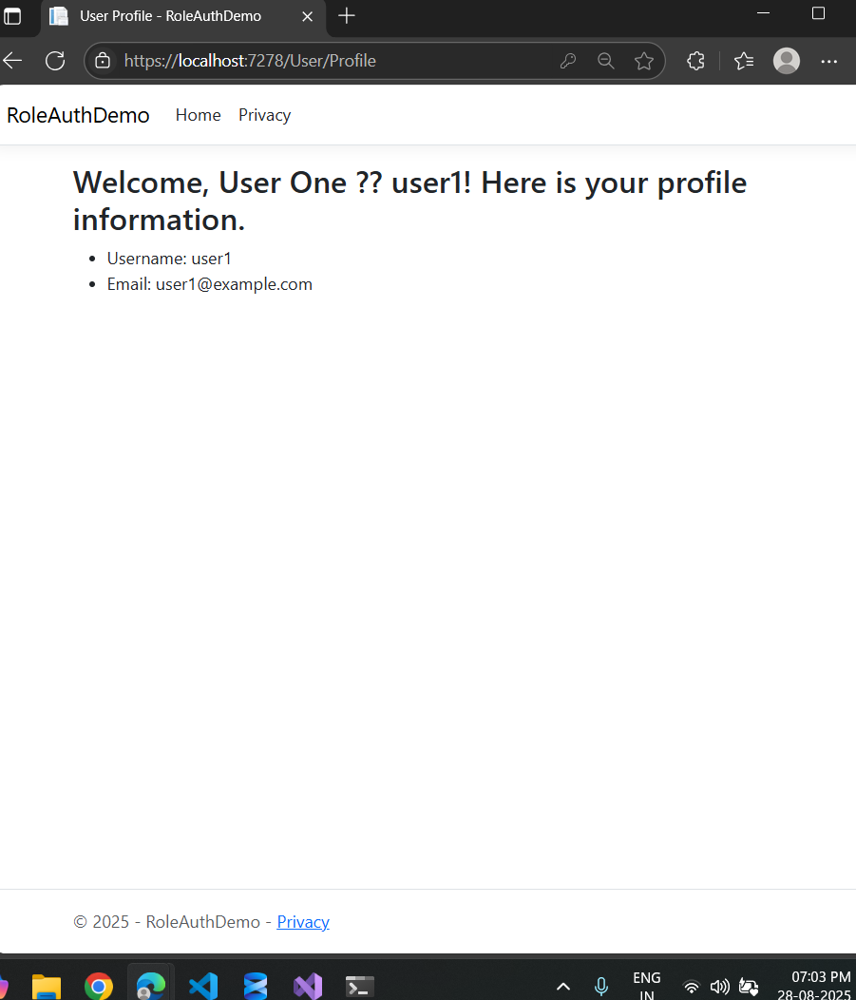 User Profile - RoleAuthDemo
https://localhost:7278/User/Profile
RoleAuthDemo Home Privacy
Welcome, User One ?? user1! Here is your profile
information.
Username: user1
Email: user1@example.com
© 2025 - RoleAuthDemo - Privacy
ENG
IN
07:03 PM
28-08-2025